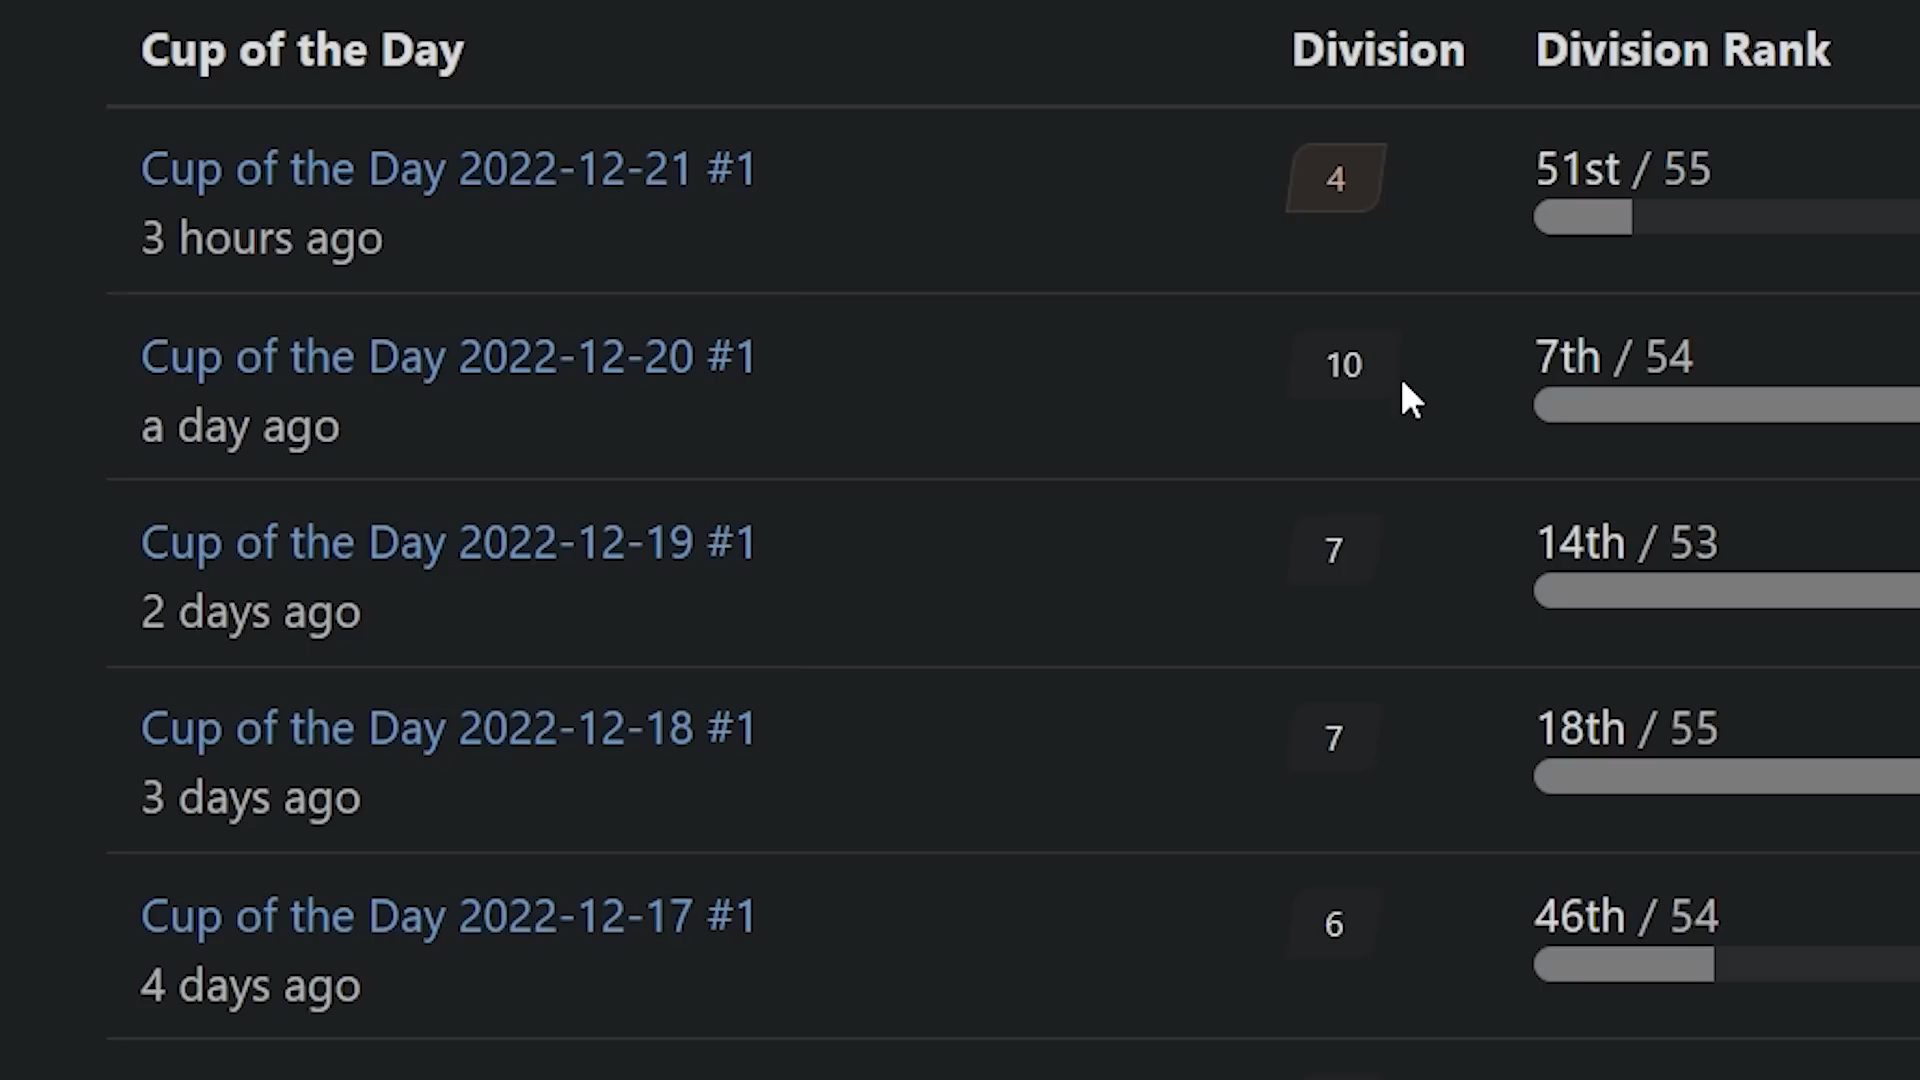 Cup of the Day Division Division Rank
Cup of the Day 2022-12-21 #1 4 51st / 55
3 hours ago
Cup of the Day 2022-12-20 #1 10 7th / 54
a day ago
Cup of the Day 2022-12-19 #1 7 14th / 53
2 days ago
Cup of the Day 2022-12-18 #1 7 18th / 55
3 days ago
Cup of the Day 2022-12-17 #1 6 46th / 54
4 days ago